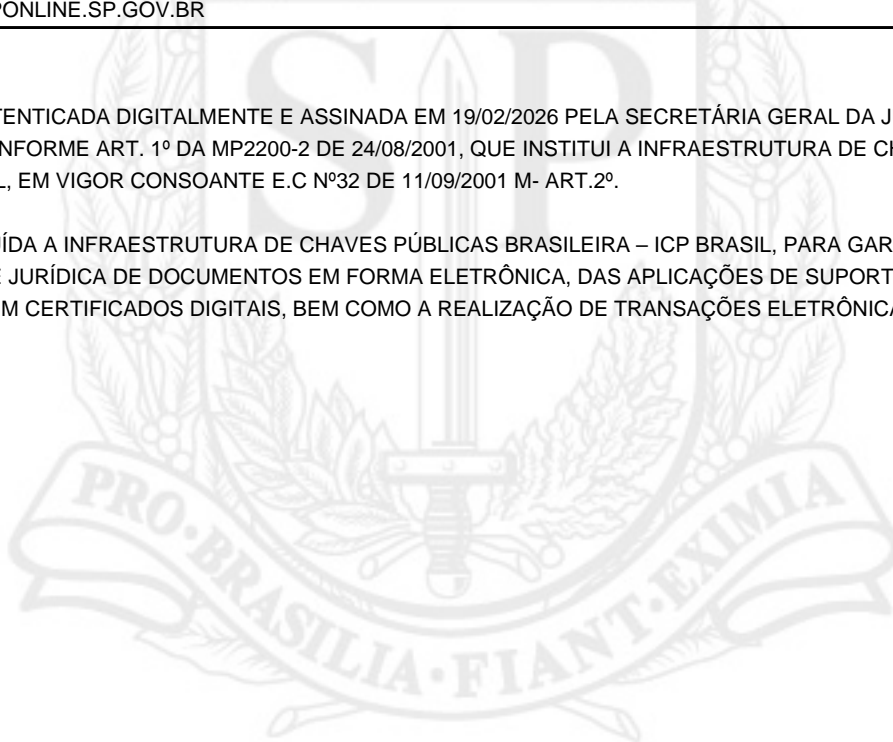 PONLINE.SP.GOV.BR
TENTICADA DIGITALMENTE E ASSINADA EM 19/02/2026 PELA SECRETÁRIA GERAL DA J
NFORME ART. 1º DA MP2200-2 DE 24/08/2001, QUE INSTITUI A INFRAESTRUTURA DE CH
L, EM VIGOR CONSOANTE E.C Nº32 DE 11/09/2001 M- ART.2º.
ÍDA A INFRAESTRUTURA DE CHAVES PÚBLICAS BRASILEIRA – ICP BRASIL, PARA GAR
E JURÍDICA DE DOCUMENTOS EM FORMA ELETRÔNICA, DAS APLICAÇÕES DE SUPORT
M CERTIFICADOS DIGITAIS, BEM COMO A REALIZAÇÃO DE TRANSAÇÕES ELETRÔNICA
SP
PRO·BRASILIA·FIANT·EXIMIA